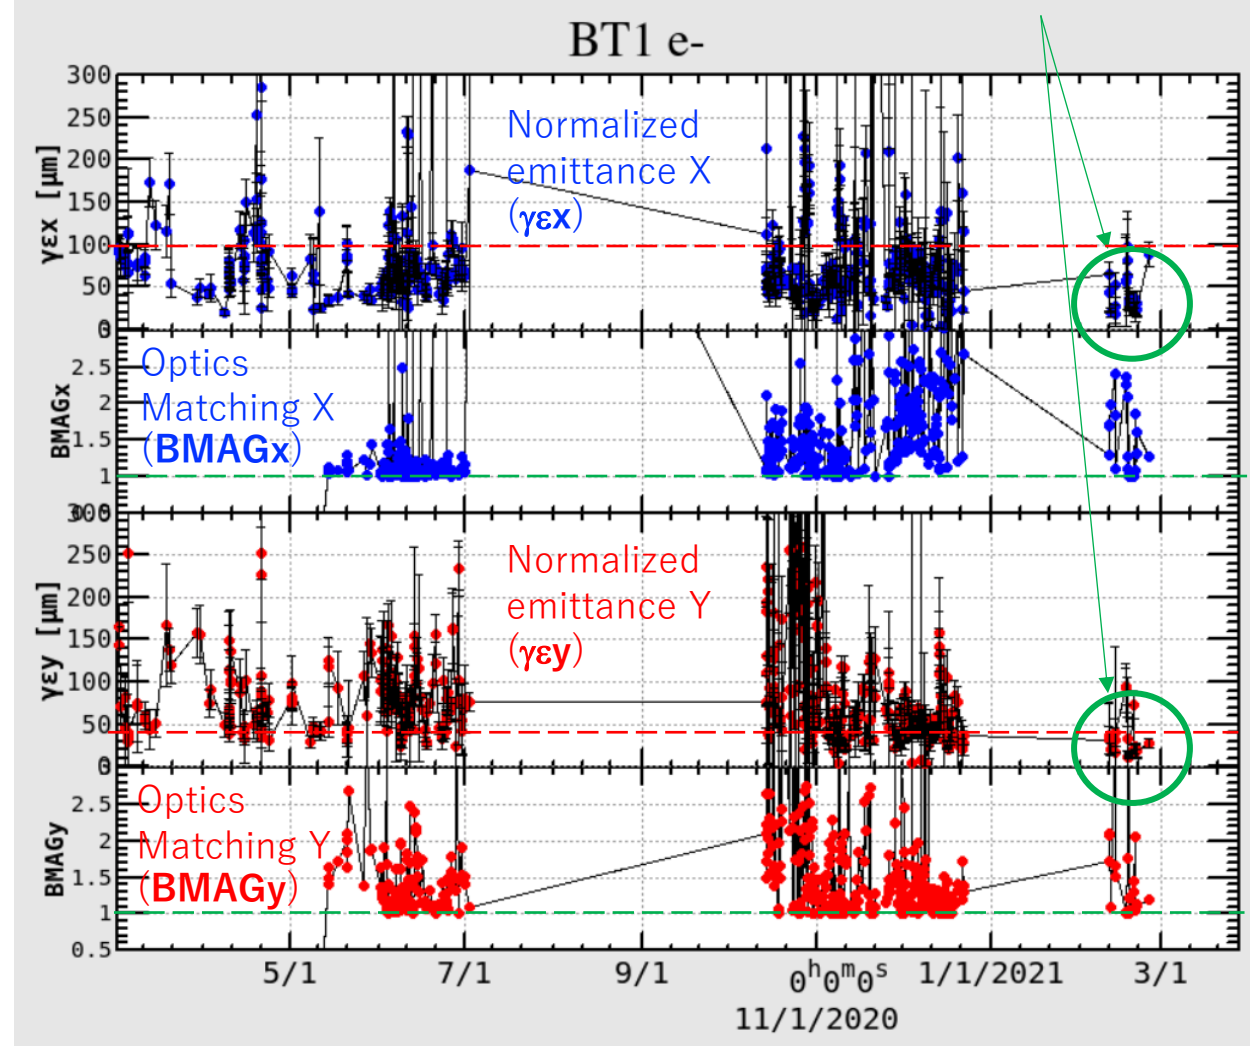 BT1 e-
300
250
200
150
100
50
0
γεx [μm]
Normalized
emittance X
(γεx)
2.5
2
1.5
1
BMAGx
Optics
Matching X
(BMAGx)
250
200
150
100
50
0
γεy [μm]
Normalized
emittance Y
(γεy)
2.5
2
1.5
1
0.5
BMAGy
Optics
Matching Y
(BMAGy)
5/1 7/1 9/1 0h0m0s 1/1/2021 3/1
11/1/2020